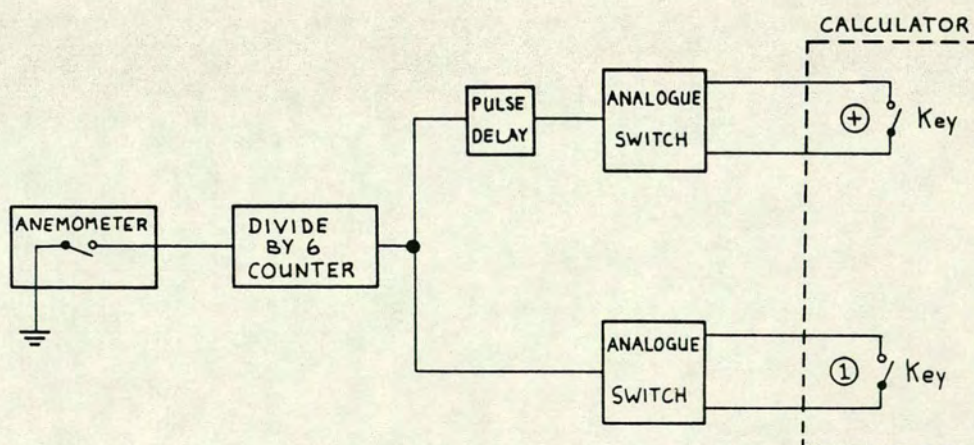 CALCULATOR
PULSE
DELAY
ANALOGUE
SWITCH
+
Key
ANEMOMETER
DIVIDE
BY 6
COUNTER
ANALOGUE
SWITCH
1
Key